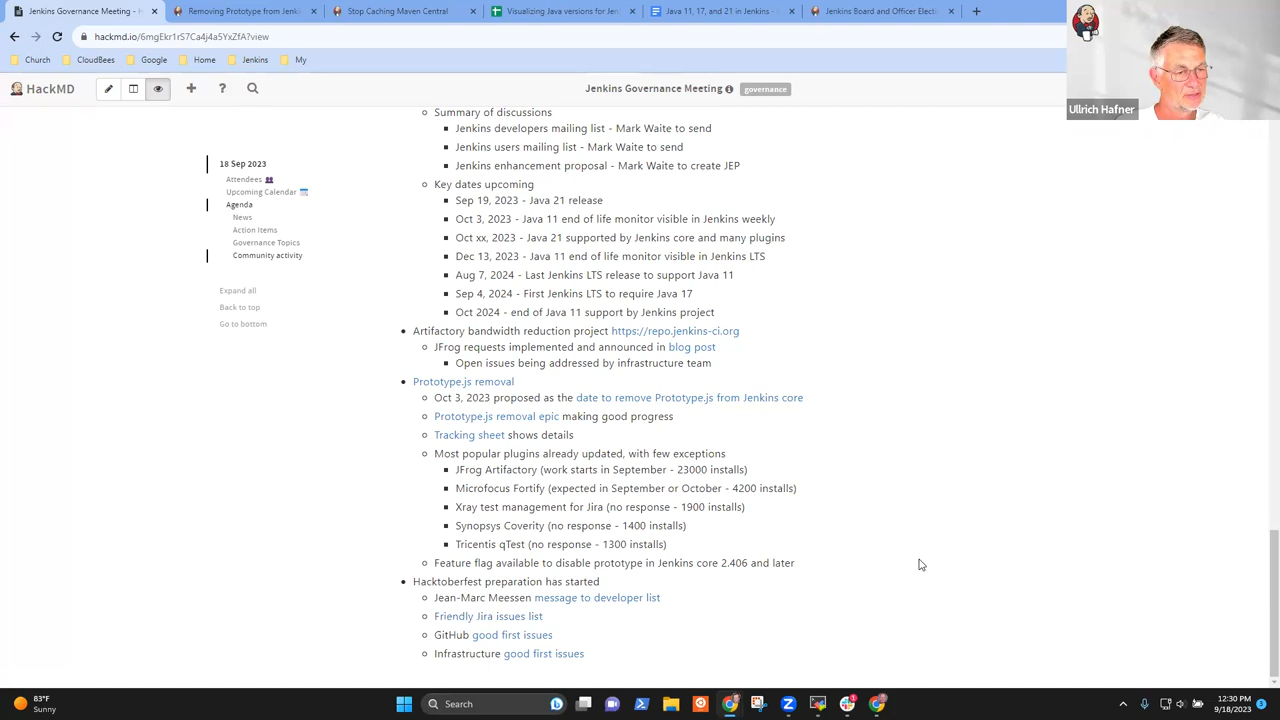 Jenkins Governance Meeting -
Removing Prototype.js from Jenki
Stop Caching Maven Central
Visualizing Java versions for Jen
Java 11, 17, and 21 in Jenkins -
Jenkins Board and Officer Electi
hackmd.io/6mgEkr1rS7Ca4j4a5YxZfA?view
Church
CloudBees
Google
Home
Jenkins
My
Ullrich Hafner
HackMD
Jenkins Governance Meeting
governance
18 Sep 2023
Attendees
Upcoming Calendar
Agenda
News
Action Items
Governance Topics
Community activity
Expand all
Back to top
Go to bottom
Summary of discussions
Jenkins developers mailing list - Mark Waite to send
Jenkins users mailing list - Mark Waite to send
Jenkins enhancement proposal - Mark Waite to create JEP
Key dates upcoming
Sep 19, 2023 - Java 21 release
Oct 3, 2023 - Java 11 end of life monitor visible in Jenkins weekly
Oct xx, 2023 - Java 21 supported by Jenkins core and many plugins
Dec 13, 2023 - Java 11 end of life monitor visible in Jenkins LTS
Aug 7, 2024 - Last Jenkins LTS release to support Java 11
Sep 4, 2024 - First Jenkins LTS to require Java 17
Oct 2024 - end of Java 11 support by Jenkins project
Artifactory bandwidth reduction project https://repo.jenkins-ci.org
JFrog requests implemented and announced in blog post
Open issues being addressed by infrastructure team
Prototype.js removal
Oct 3, 2023 proposed as the date to remove Prototype.js from Jenkins core
Prototype.js removal epic making good progress
Tracking sheet shows details
Most popular plugins already updated, with few exceptions
JFrog Artifactory (work starts in September - 23000 installs)
Microfocus Fortify (expected in September or October - 4200 installs)
Xray test management for Jira (no response - 1900 installs)
Synopsys Coverity (no response - 1400 installs)
Tricentis qTest (no response - 1300 installs)
Feature flag available to disable prototype in Jenkins core 2.406 and later
Hacktoberfest preparation has started
Jean-Marc Meessen message to developer list
Friendly Jira issues list
GitHub good first issues
Infrastructure good first issues
83°F
Sunny
Search
12:30 PM
9/18/2023
3